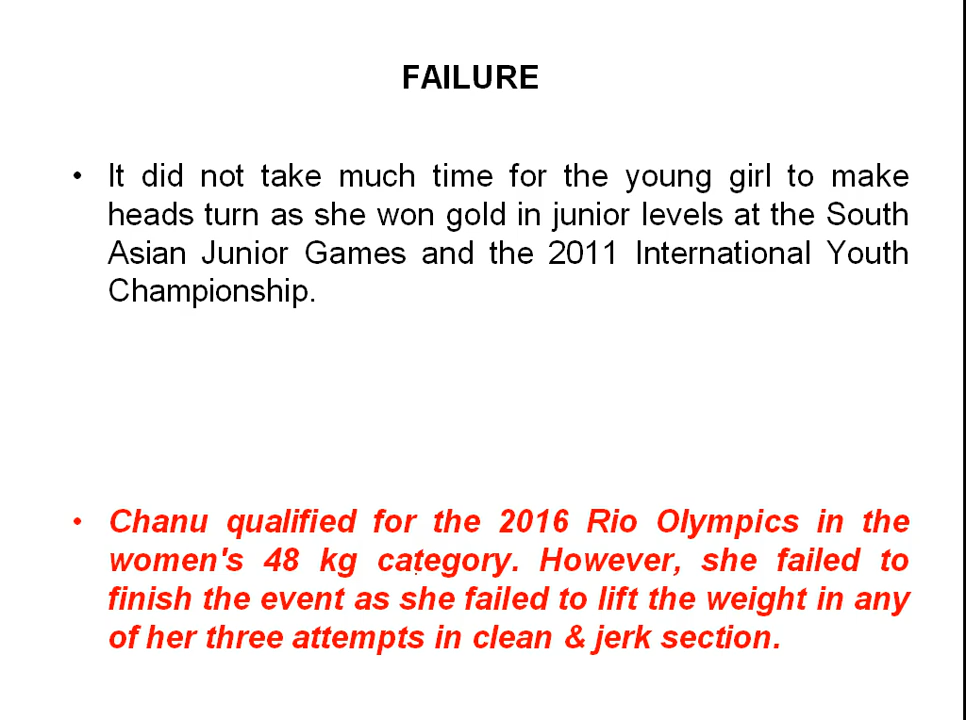 FAILURE
• It did not take much time for the young girl to make
heads turn as she won gold in junior levels at the South
Asian Junior Games and the 2011 International Youth
Championship.
• Chanu qualified for the 2016 Rio Olympics in the
women's 48 kg category. However, she failed to
finish the event as she failed to lift the weight in any
of her three attempts in clean & jerk section.